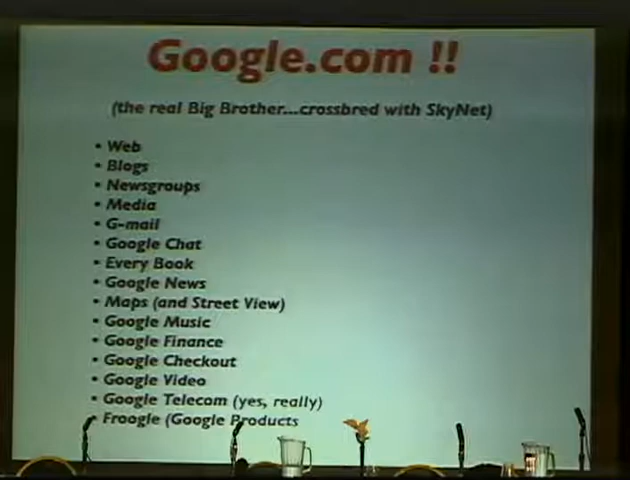 Google.com !!
(the real Big Brother...crossbred with SkyNet)
• Web
• Blogs
• Newsgroups
• Media
• G-mail
• Google Chat
• Every Book
• Google News
• Maps (and Street View)
• Google Music
• Google Finance
• Google Checkout
• Google Video
• Google Telecom (yes, really)
• Froogle (Google Products